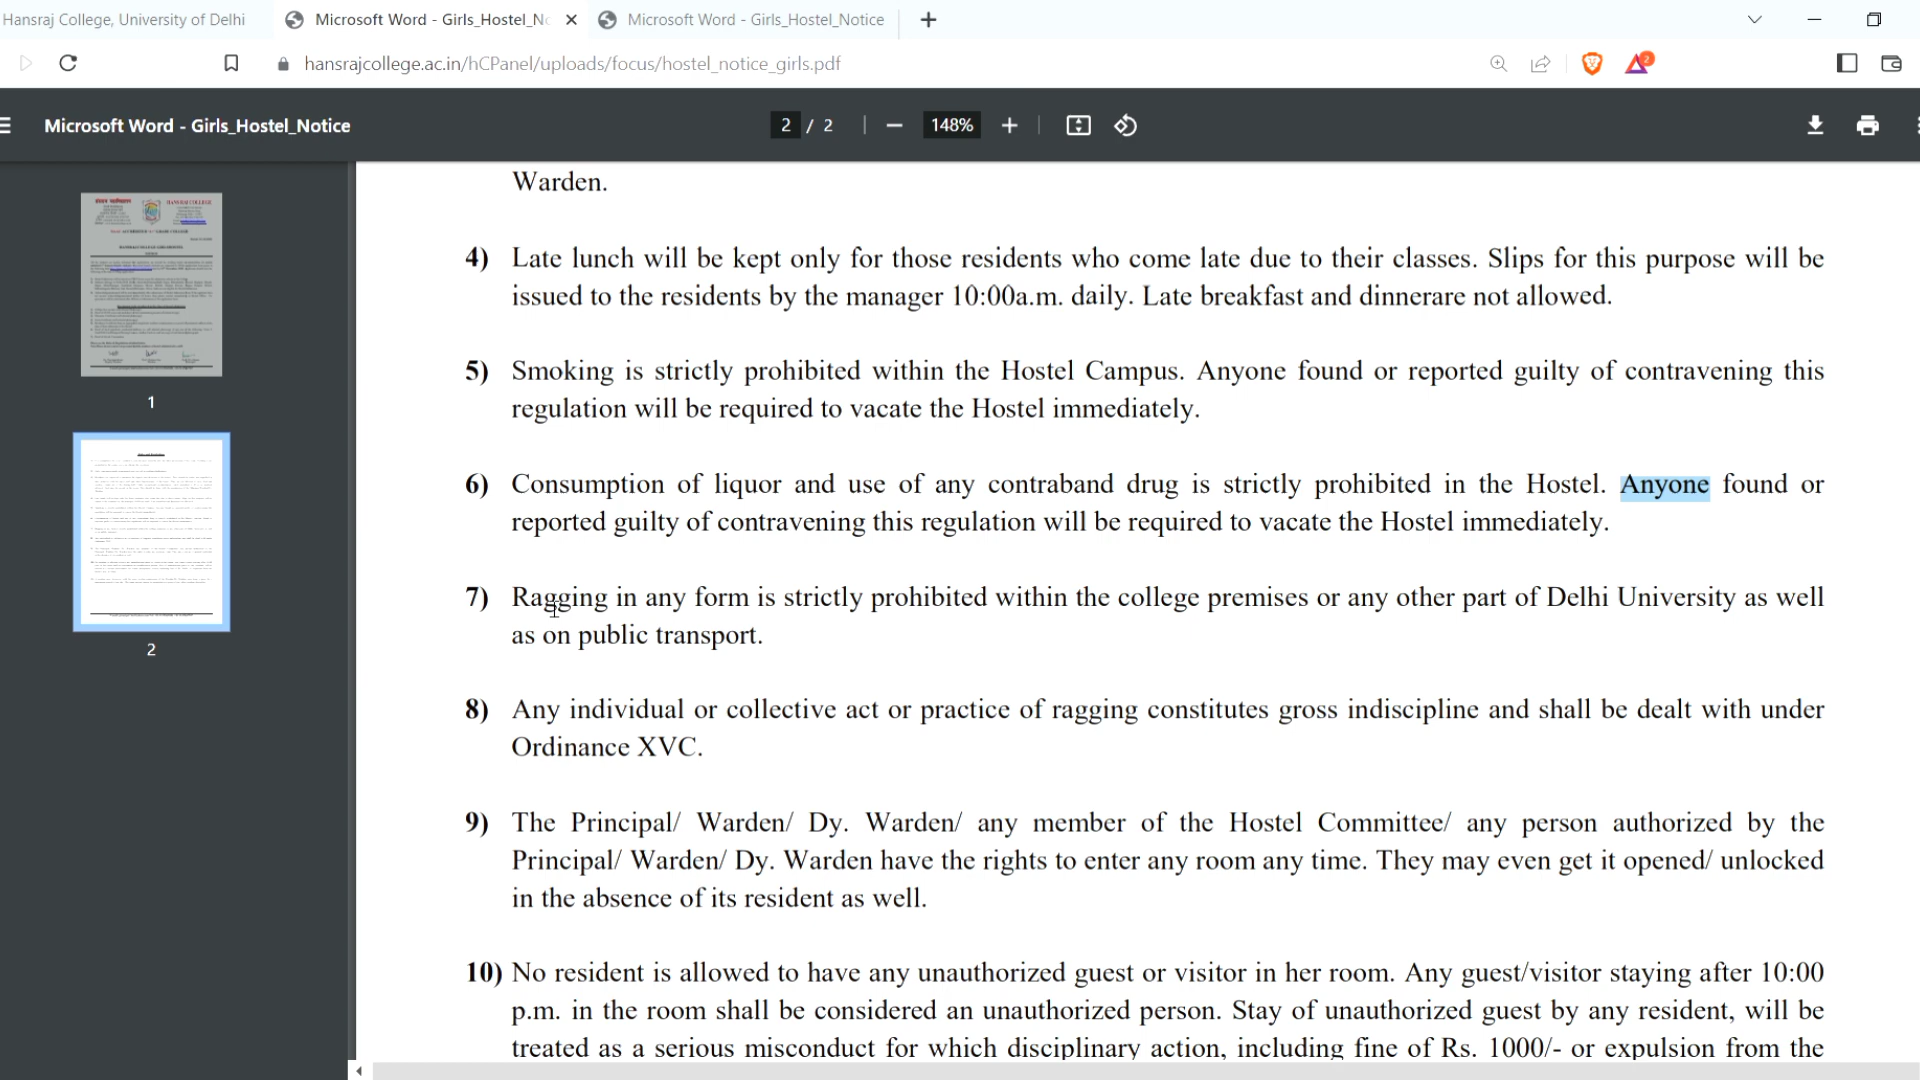 Hansraj College, University of Delhi
Microsoft Word - Girls_Hostel_No
Microsoft Word - Girls_Hostel_Notice
hansrajcollege.ac.in/hCPanel/uploads/focus/hostel_notice_girls.pdf
2
Microsoft Word - Girls_Hostel_Notice
2 / 2
148%
HANSRAJ COLLEGE
1
2
Warden.
4) Late lunch will be kept only for those residents who come late due to their classes. Slips for this purpose will be
issued to the residents by the manager 10:00a.m. daily. Late breakfast and dinnerare not allowed.
5) Smoking is strictly prohibited within the Hostel Campus. Anyone found or reported guilty of contravening this
regulation will be required to vacate the Hostel immediately.
6) Consumption of liquor and use of any contraband drug is strictly prohibited in the Hostel. Anyone found or
reported guilty of contravening this regulation will be required to vacate the Hostel immediately.
7) Ragging in any form is strictly prohibited within the college premises or any other part of Delhi University as well
as on public transport.
8) Any individual or collective act or practice of ragging constitutes gross indiscipline and shall be dealt with under
Ordinance XVC.
9) The Principal/ Warden/ Dy. Warden/ any member of the Hostel Committee/ any person authorized by the
Principal/ Warden/ Dy. Warden have the rights to enter any room any time. They may even get it opened/ unlocked
in the absence of its resident as well.
10) No resident is allowed to have any unauthorized guest or visitor in her room. Any guest/visitor staying after 10:00
p.m. in the room shall be considered an unauthorized person. Stay of unauthorized guest by any resident, will be
treated as a serious misconduct for which disciplinary action, including fine of Rs. 1000/- or expulsion from the